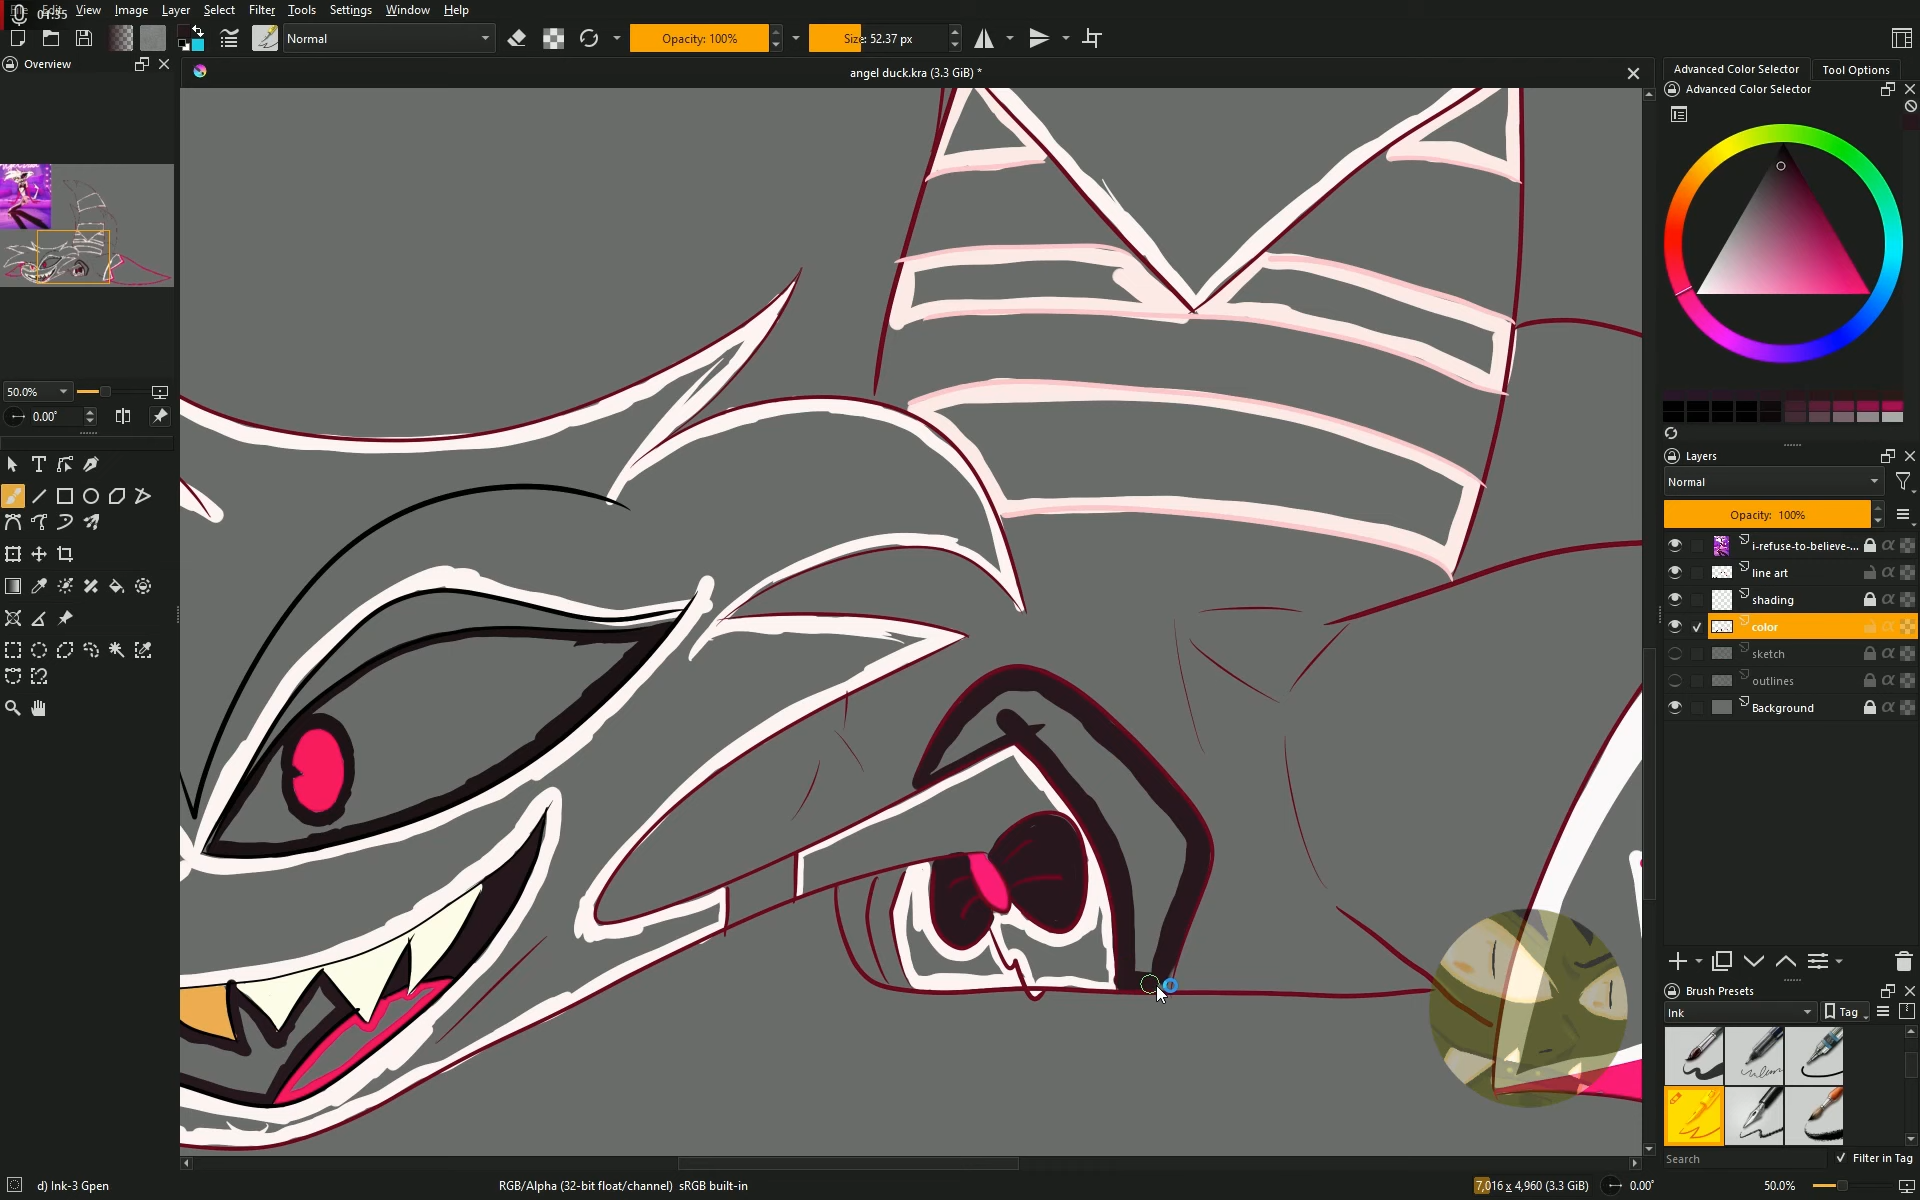 01:35
View Image Layer Select Filter Tools Settings Window Help
Normal
Opacity: 100%
Size: 52.37 px
Overview
angel duck.kra (3.3 GiB) *
Advanced Color Selector
Tool Options
Advanced Color Selector
50.0%
0.00°
Layers
Normal
Opacity: 100%
i-refuse-to-believe-...
line art
shading
color
sketch
outlines
Background
Brush Presets
Ink
Tag
Search
Filter in Tag
d) Ink-3 Gpen
RGB/Alpha (32-bit float/channel) sRGB built-in
7,016 x 4,960 (3.3 GiB)
0.00°
50.0%